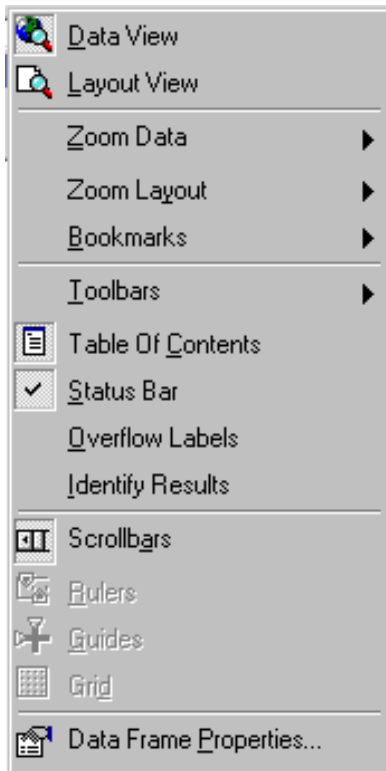 Data View
Layout View
Zoom Data
Zoom Layout
Bookmarks
Toolbars
Table Of Contents
Status Bar
Overflow Labels
Identify Results
Scrollbars
Rulers
Guides
Grid
Data Frame Properties...